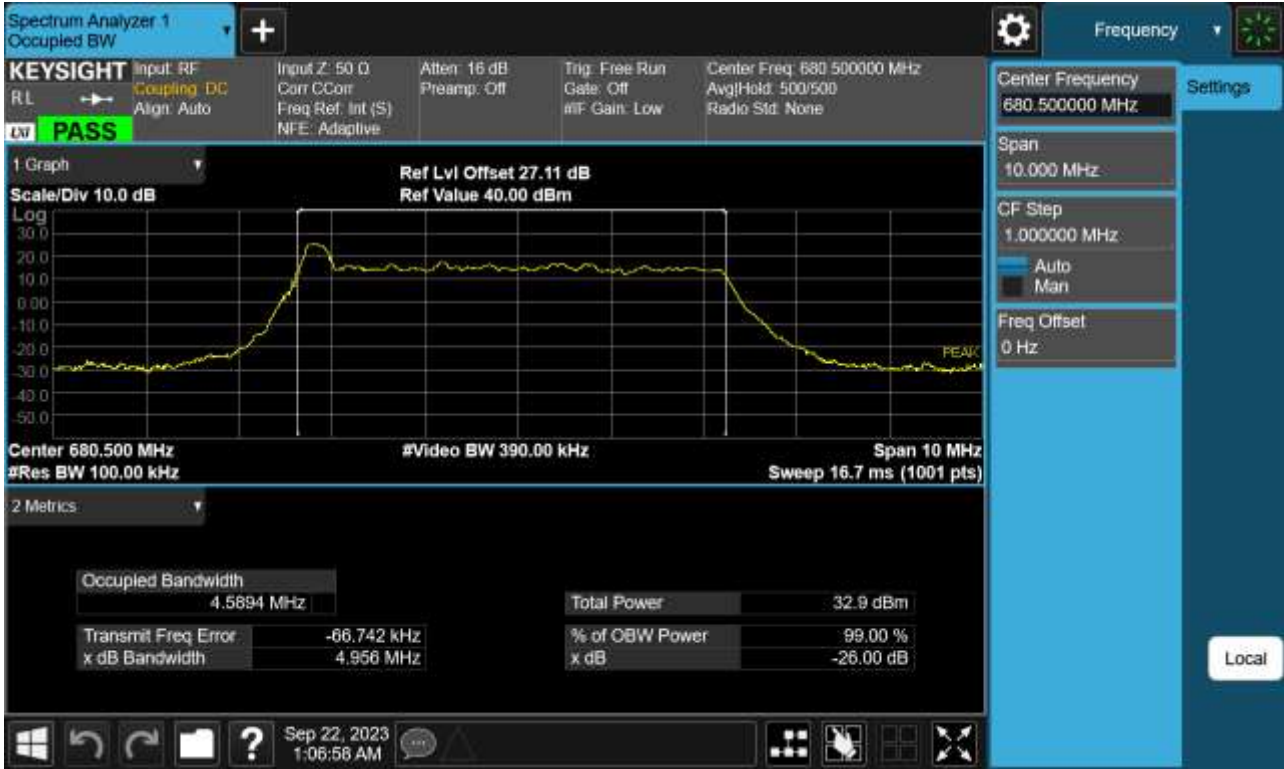 Spectrum Analyzer 1
Occupied BW
Frequency
KEYSIGHT
RL
LXI
PASS
Input: RF
Coupling: DC
Align: Auto
Input Z: 50 Ω
Corr CCorr
Freq Ref: Int (S)
NFE: Adaptive
Atten: 16 dB
Preamp: Off
Trig: Free Run
Gate: Off
#IF Gain: Low
Center Freq: 680.500000 MHz
Avg|Hold: 500/500
Radio Std: None
Center Frequency
680.500000 MHz
Settings
Span
10.000 MHz
CF Step
1.000000 MHz
Auto
Man
Freq Offset
0 Hz
Local
1 Graph
Scale/Div 10.0 dB
Ref Lvl Offset 27.11 dB
Ref Value 40.00 dBm
Log
30.0
20.0
10.0
0.00
-10.0
-20.0
-30.0
-40.0
-50.0
PEAK
Center 680.500 MHz
#Video BW 390.00 kHz
Span 10 MHz
#Res BW 100.00 kHz
Sweep 16.7 ms (1001 pts)
2 Metrics
Occupied Bandwidth
4.5894 MHz
Total Power 32.9 dBm
Transmit Freq Error -66.742 kHz
% of OBW Power 99.00 %
x dB Bandwidth 4.956 MHz
x dB -26.00 dB
?
Sep 22, 2023
1:06:58 AM